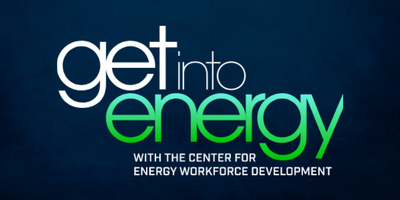 get into
energy
WITH THE CENTER FOR
ENERGY WORKFORCE DEVELOPMENT